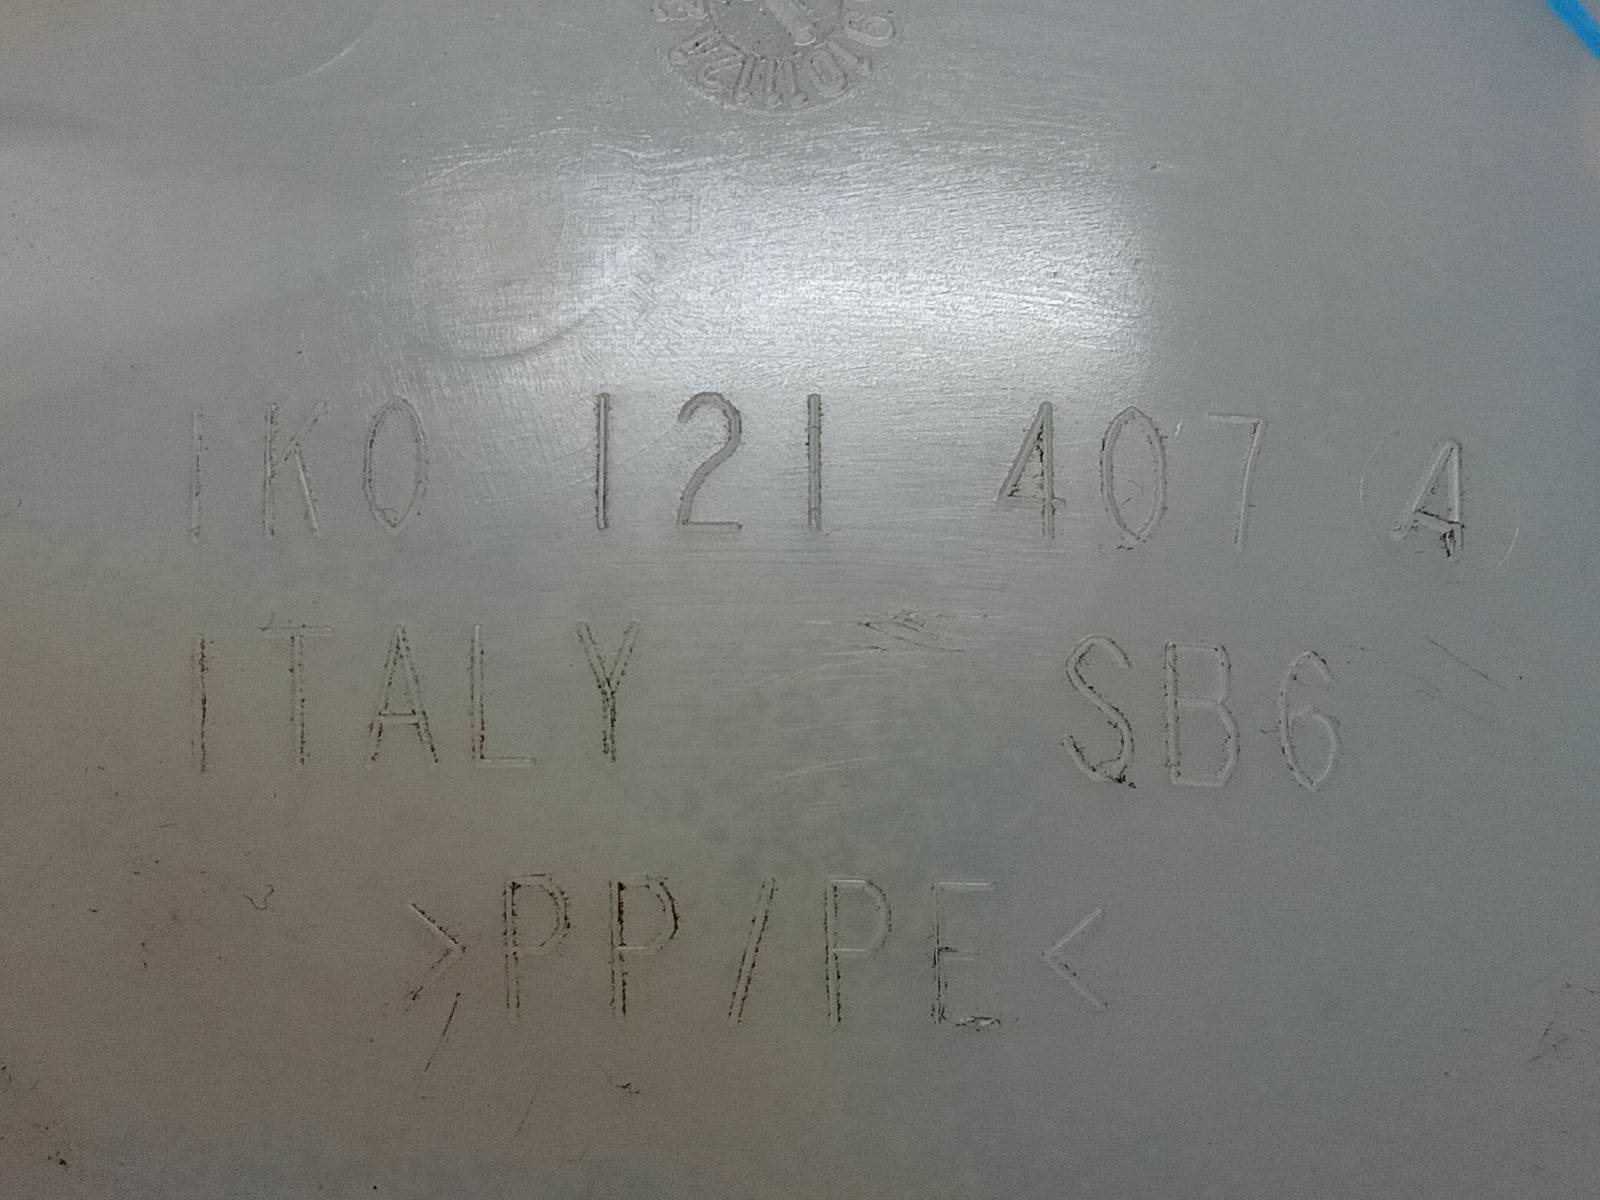 1K0 121 407 A
ITALY SB6
>PP/PE<